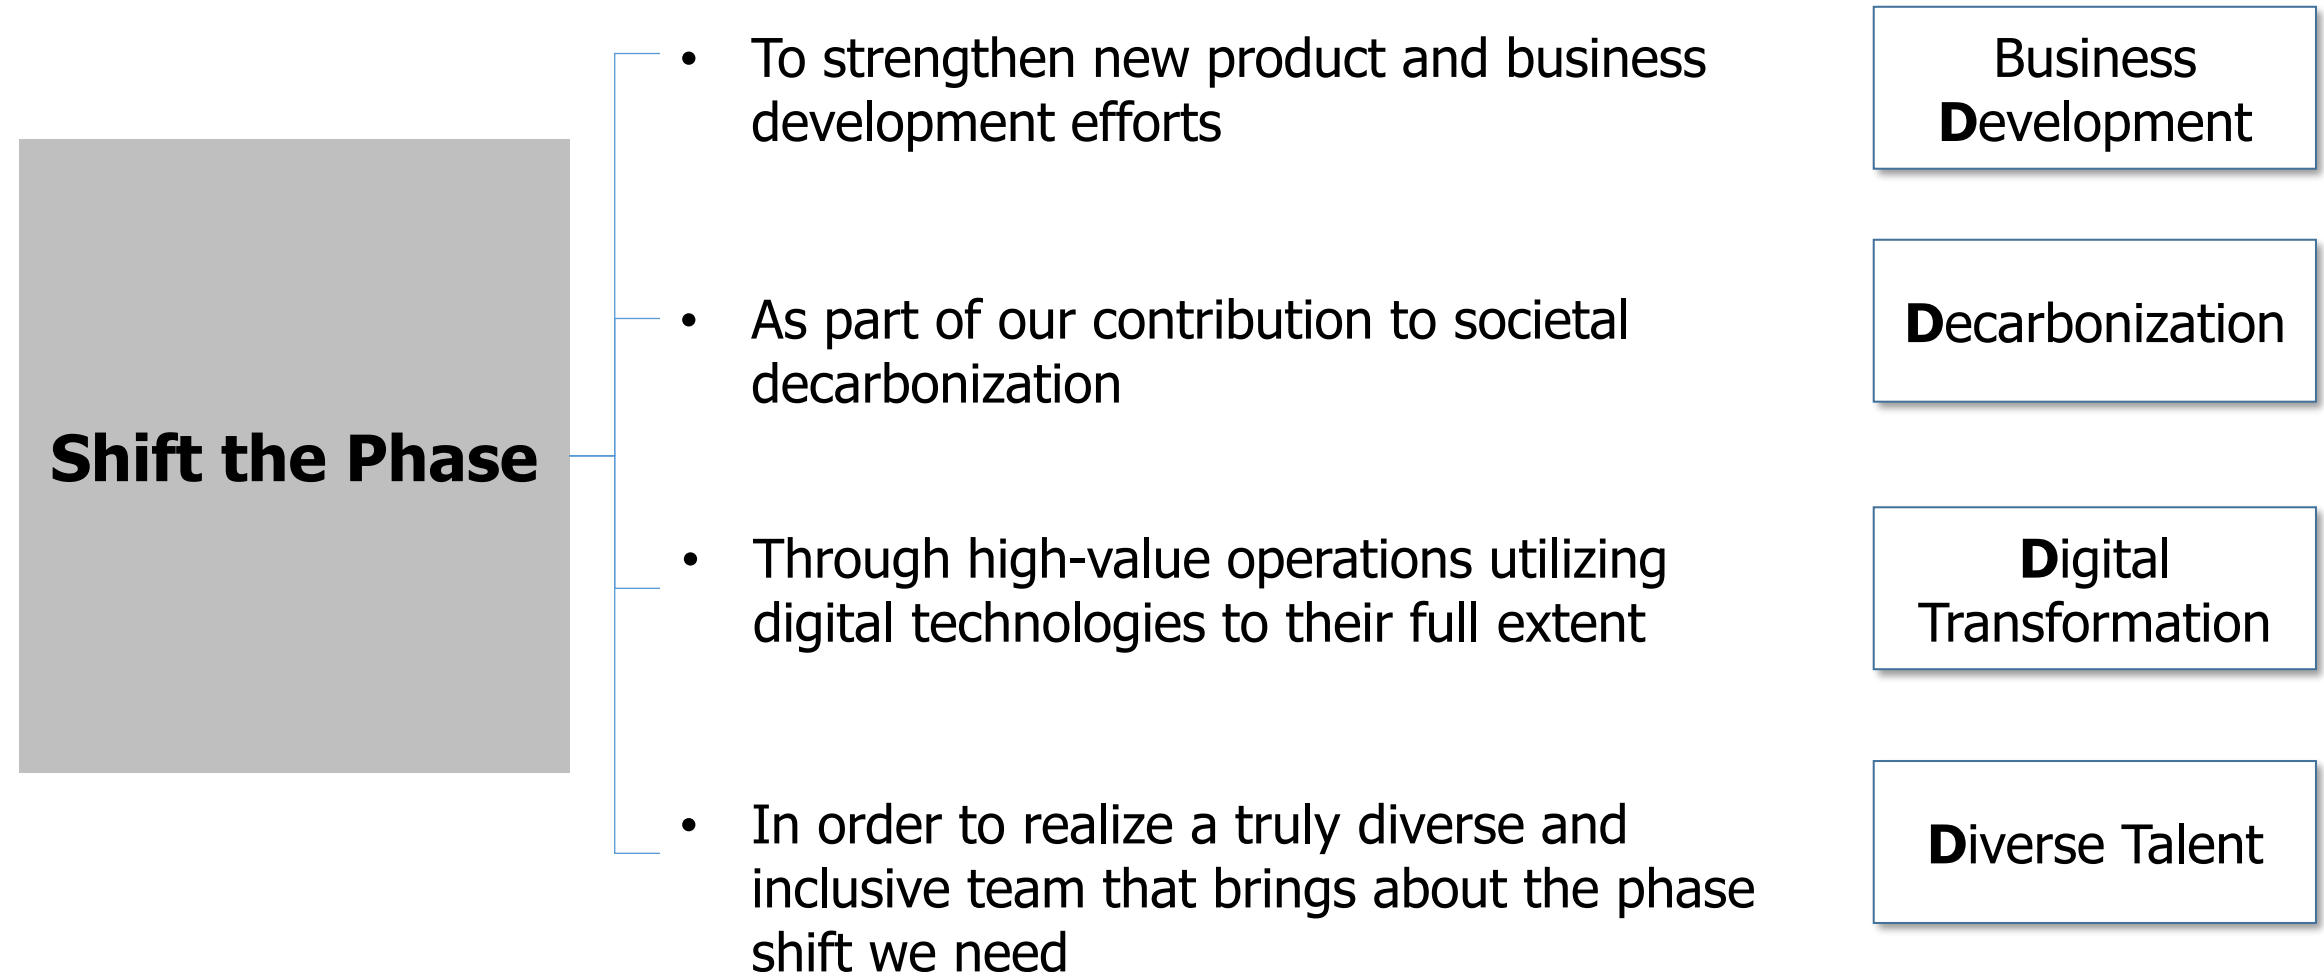 Shift the Phase
• To strengthen new product and business
development efforts
Business
Development
• As part of our contribution to societal
decarbonization
Decarbonization
• Through high-value operations utilizing
digital technologies to their full extent
Digital
Transformation
• In order to realize a truly diverse and
inclusive team that brings about the phase
shift we need
Diverse Talent